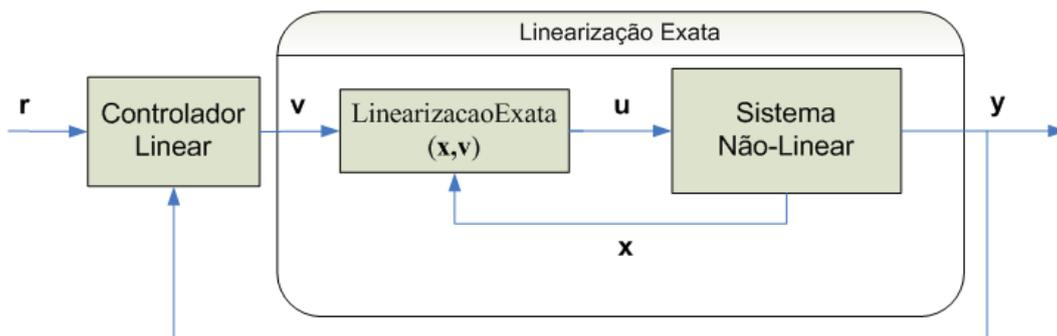 Linearização Exata
r
Controlador
Linear
v
LinearizacaoExata
(x,v)
u
Sistema
Não-Linear
y
x